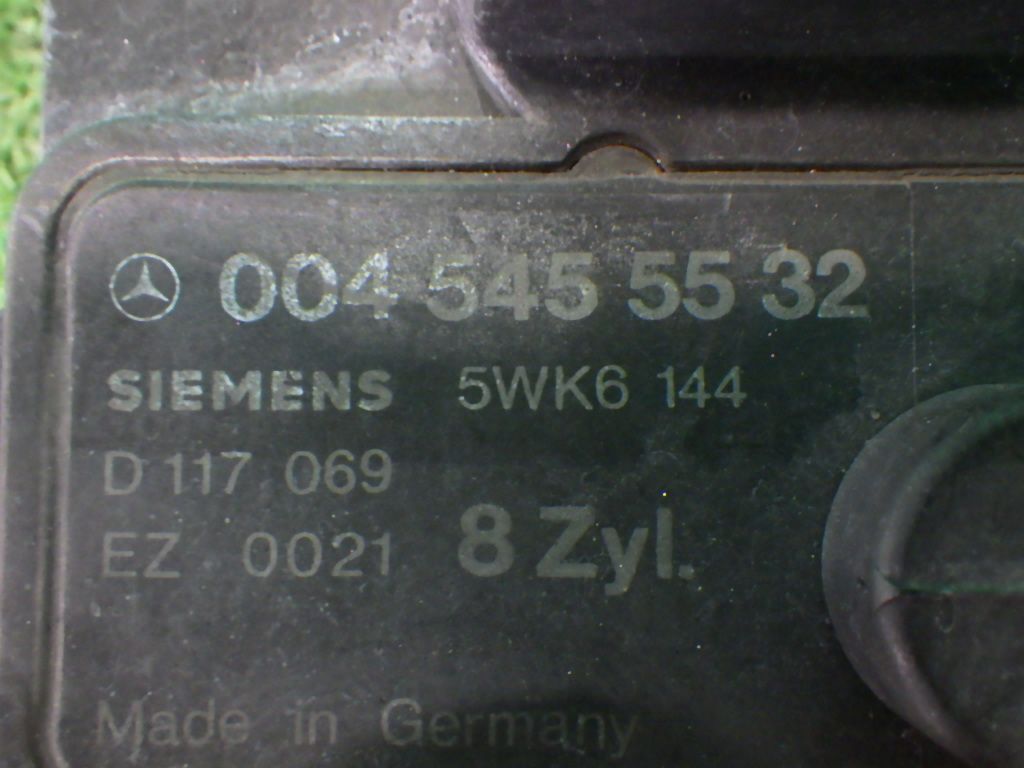 004 545 55 32
SIEMENS 5WK6 144
D 117 069
EZ 0021 8 Zyl.
Made in Germany